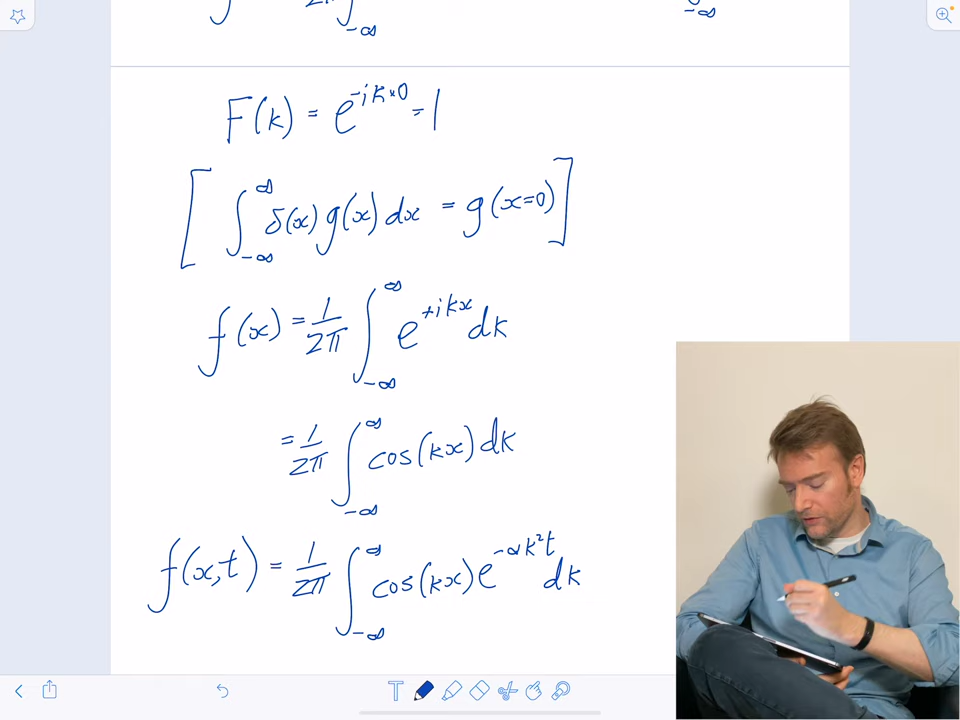 -∞ -∞
F(k) = e^{-ik×0} = 1
[ ∫_{-∞}^{∞} δ(x) g(x) dx = g(x=0) ]
f(x) = 1/2π ∫_{-∞}^{∞} e^{+ikx} dk
= 1/2π ∫_{-∞}^{∞} cos(kx) dk
f(x,t) = 1/2π ∫_{-∞}^{∞} cos(kx) e^{-αk²t} dk
T